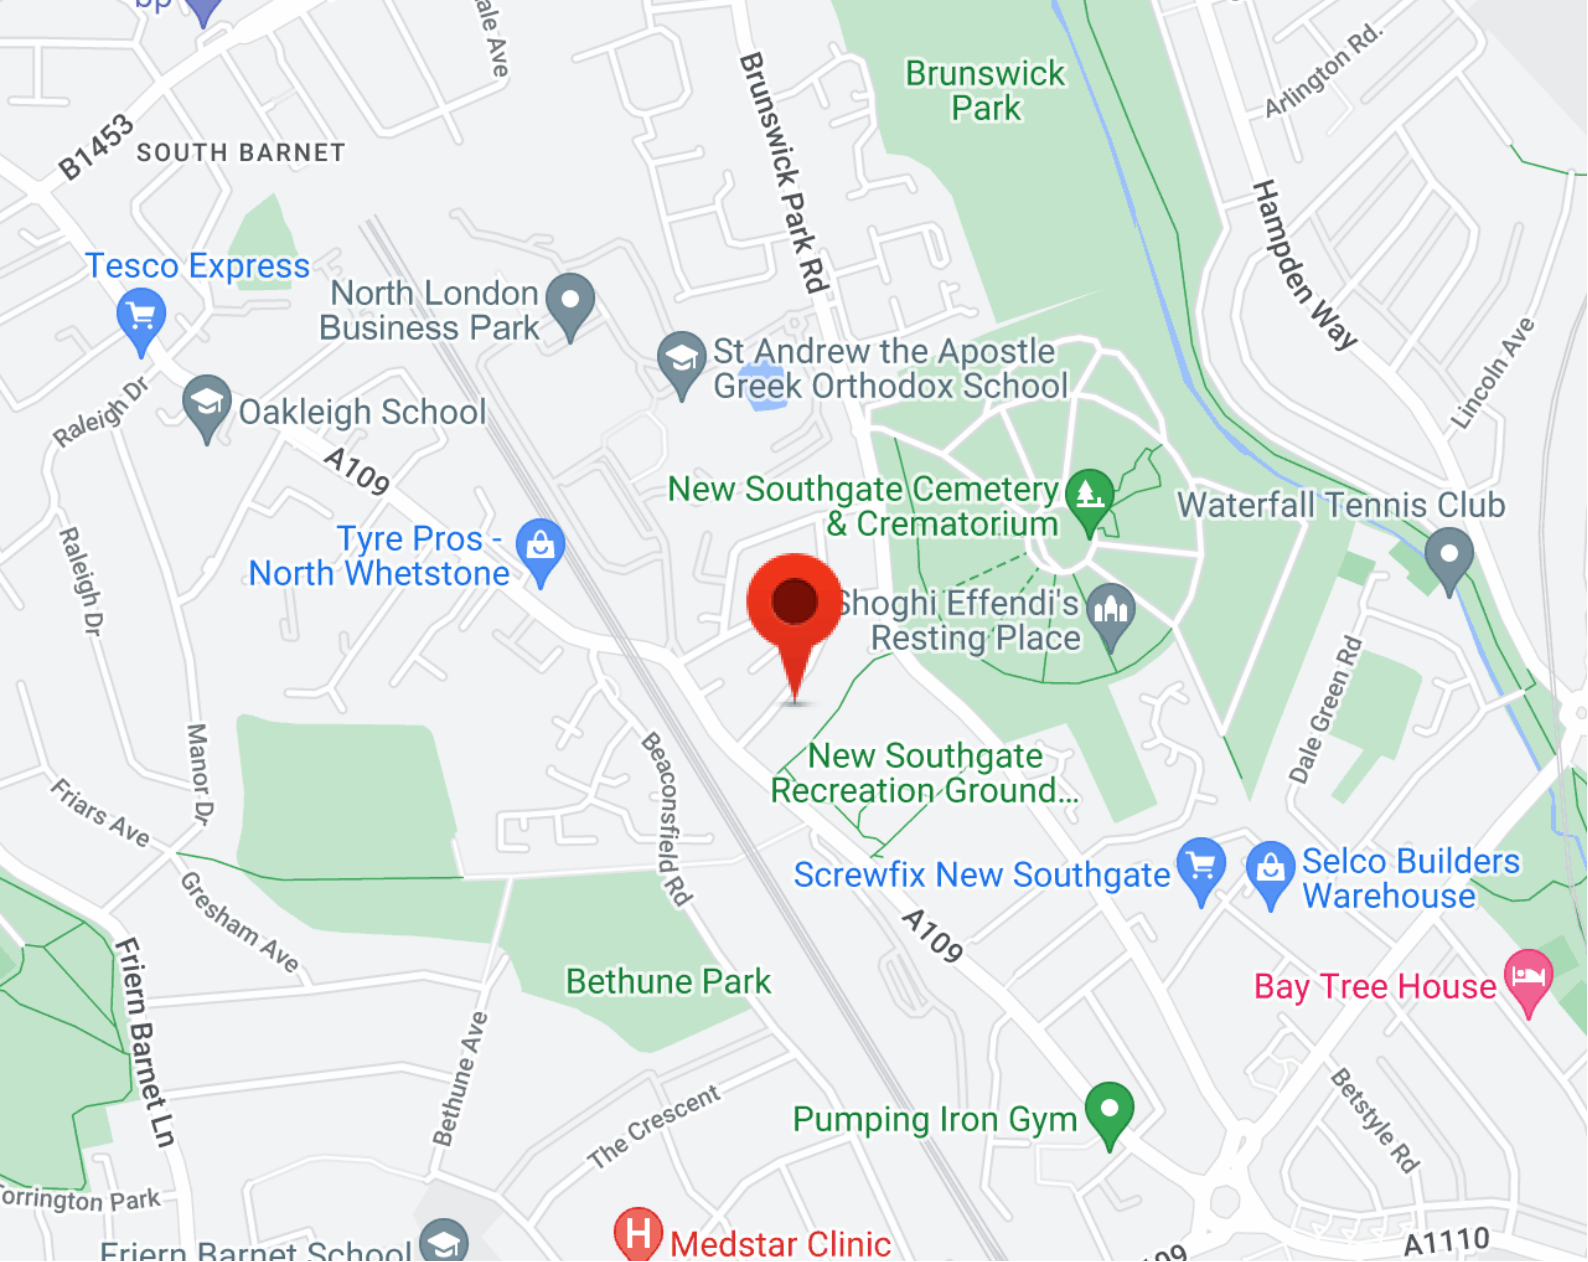 bp
ale Ave
Brunswick Park Rd
Brunswick
Park
Arlington Rd.
B1453
SOUTH BARNET
Hampden Way
Tesco Express
North London
Business Park
St Andrew the Apostle
Greek Orthodox School
Lincoln Ave
Raleigh Dr
Oakleigh School
A109
New Southgate Cemetery
& Crematorium
Waterfall Tennis Club
Tyre Pros -
North Whetstone
Raleigh Dr
Shoghi Effendi's
Resting Place
Dale Green Rd
Manor Dr
Beaconsfield Rd
New Southgate
Recreation Ground...
Friars Ave
Gresham Ave
Screwfix New Southgate
Selco Builders
Warehouse
A109
Friern Barnet Ln
Bethune Park
Bay Tree House
Bethune Ave
The Crescent
Pumping Iron Gym
Betstyle Rd
Torrington Park
Friern Barnet School
H
Medstar Clinic
A1110
109